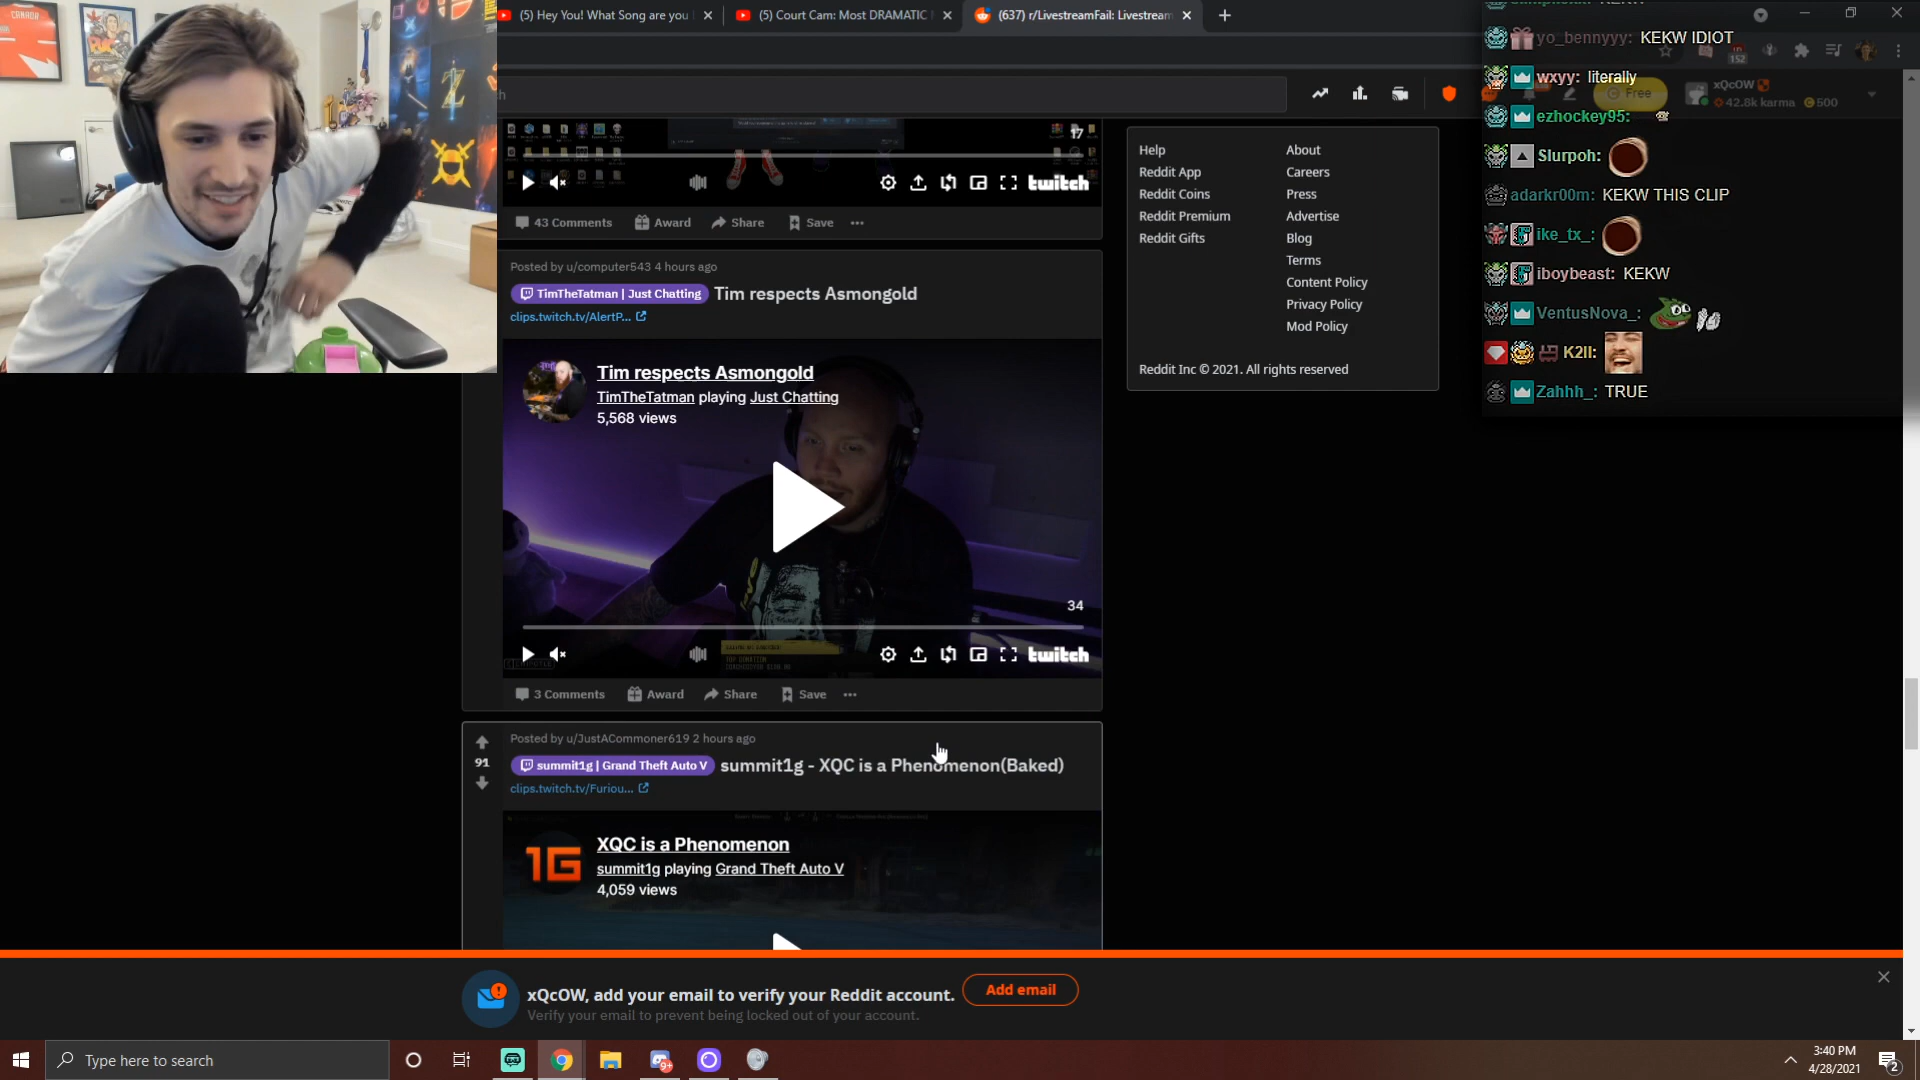 CANADA
Z
(5) Hey You! What Song are you
(5) Court Cam: Most DRAMATIC
(637) r/LivestreamFail: Livestream
yo_bennyyy: KEKW IDIOT
152
wxyy: literally
Free
xQcOW
42.8k karma
500
ezhockey95:
Slurpoh:
adarkr00m: KEKW THIS CLIP
ike_tx_:
iboybeast: KEKW
VentusNova_:
K2ll:
Zahhh_: TRUE
17
twitch
43 Comments
Award
Share
Save
Help
Reddit App
Reddit Coins
Reddit Premium
Reddit Gifts
About
Careers
Press
Advertise
Blog
Terms
Content Policy
Privacy Policy
Mod Policy
Reddit Inc © 2021. All rights reserved
Posted by u/computer543 4 hours ago
TimTheTatman | Just Chatting Tim respects Asmongold
clips.twitch.tv/AlertP...
Tim respects Asmongold
TimTheTatman playing Just Chatting
5,568 views
34
twitch
3 Comments
Award
Share
Save
Posted by u/JustACommoner619 2 hours ago
91
summit1g | Grand Theft Auto V summit1g - XQC is a Phenomenon(Baked)
clips.twitch.tv/Furiou...
1G
XQC is a Phenomenon
summit1g playing Grand Theft Auto V
4,059 views
xQcOW, add your email to verify your Reddit account.
Add email
Verify your email to prevent being locked out of your account.
Type here to search
9+
3:40 PM
4/28/2021
2